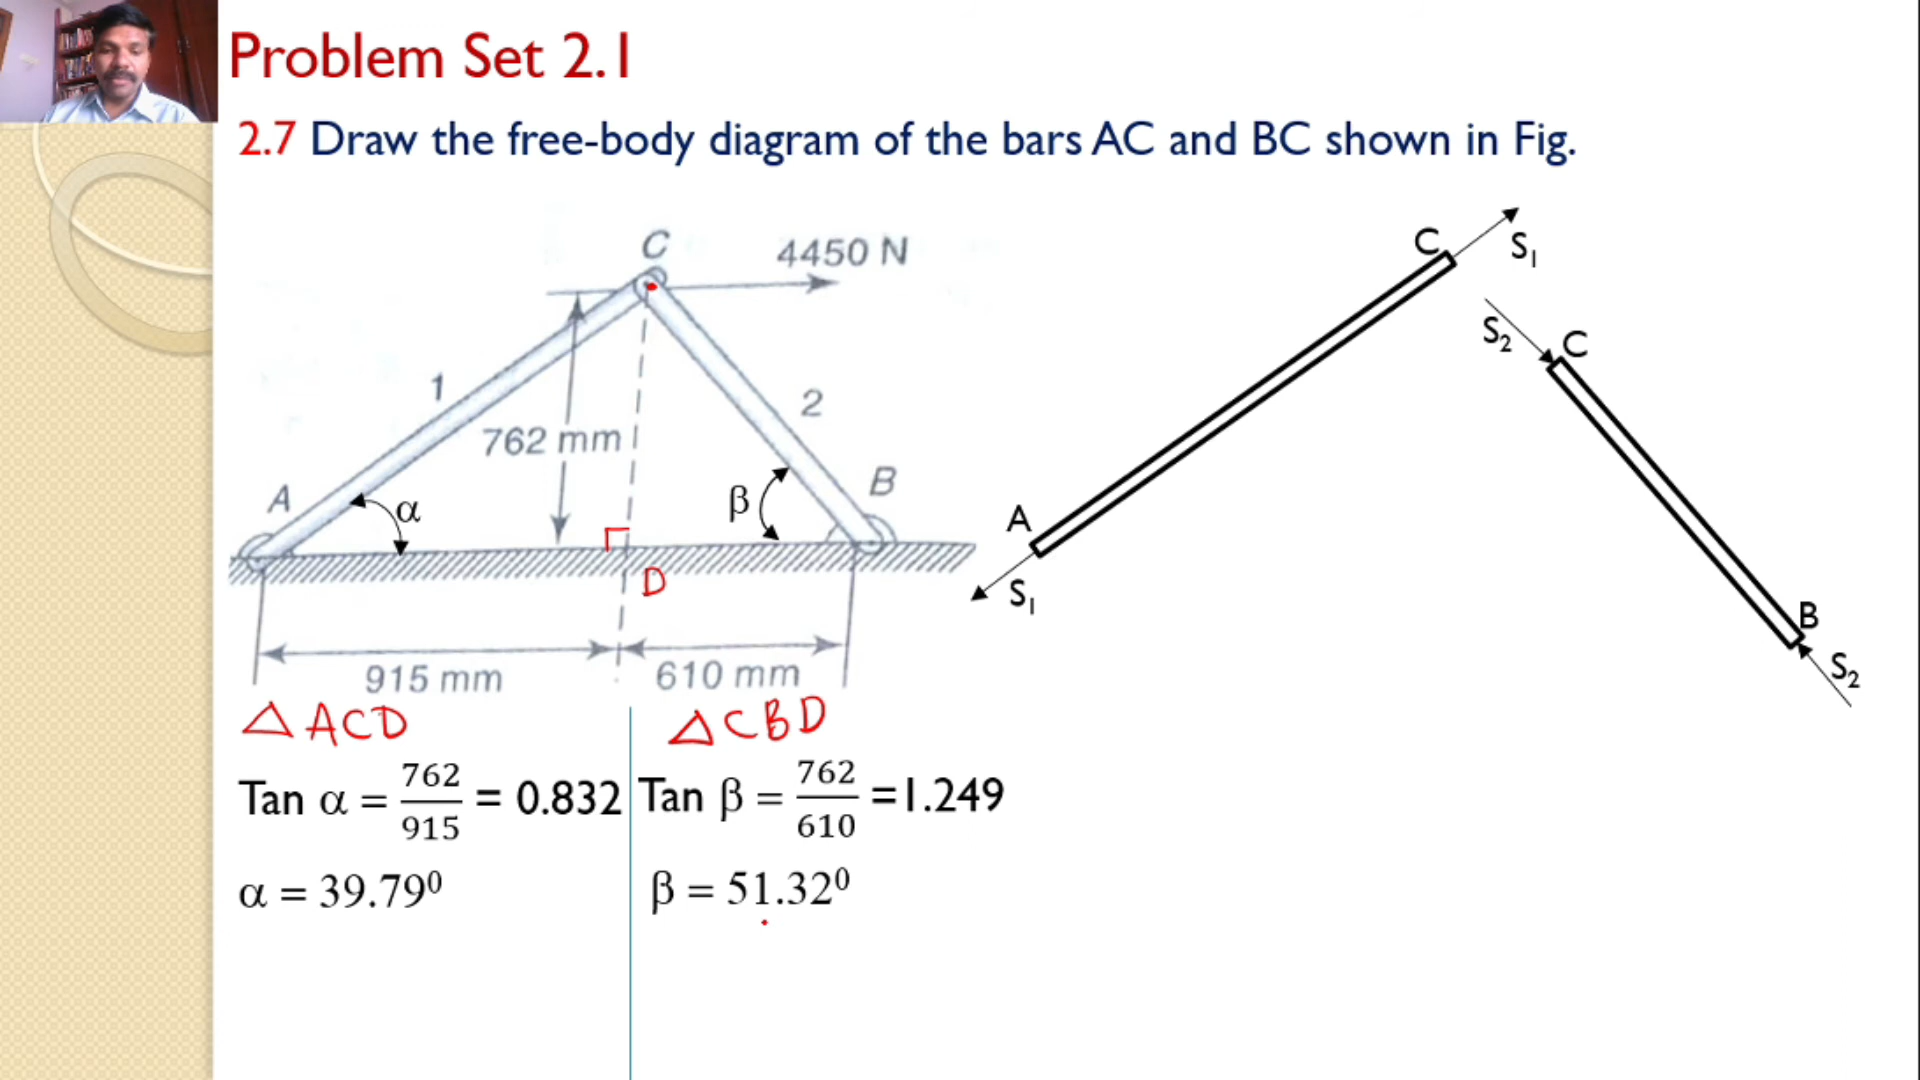 Problem Set 2.1
2.7 Draw the free-body diagram of the bars AC and BC shown in Fig.
C
4450 N
1
2
762 mm
A
α
β
B
D
915 mm
610 mm
C
S₁
A
S₁
S₂
C
B
S₂
△ ACD
Tan α = 762/915 = 0.832
α = 39.79⁰
△ CBD
Tan β = 762/610 =1.249
β = 51.32⁰